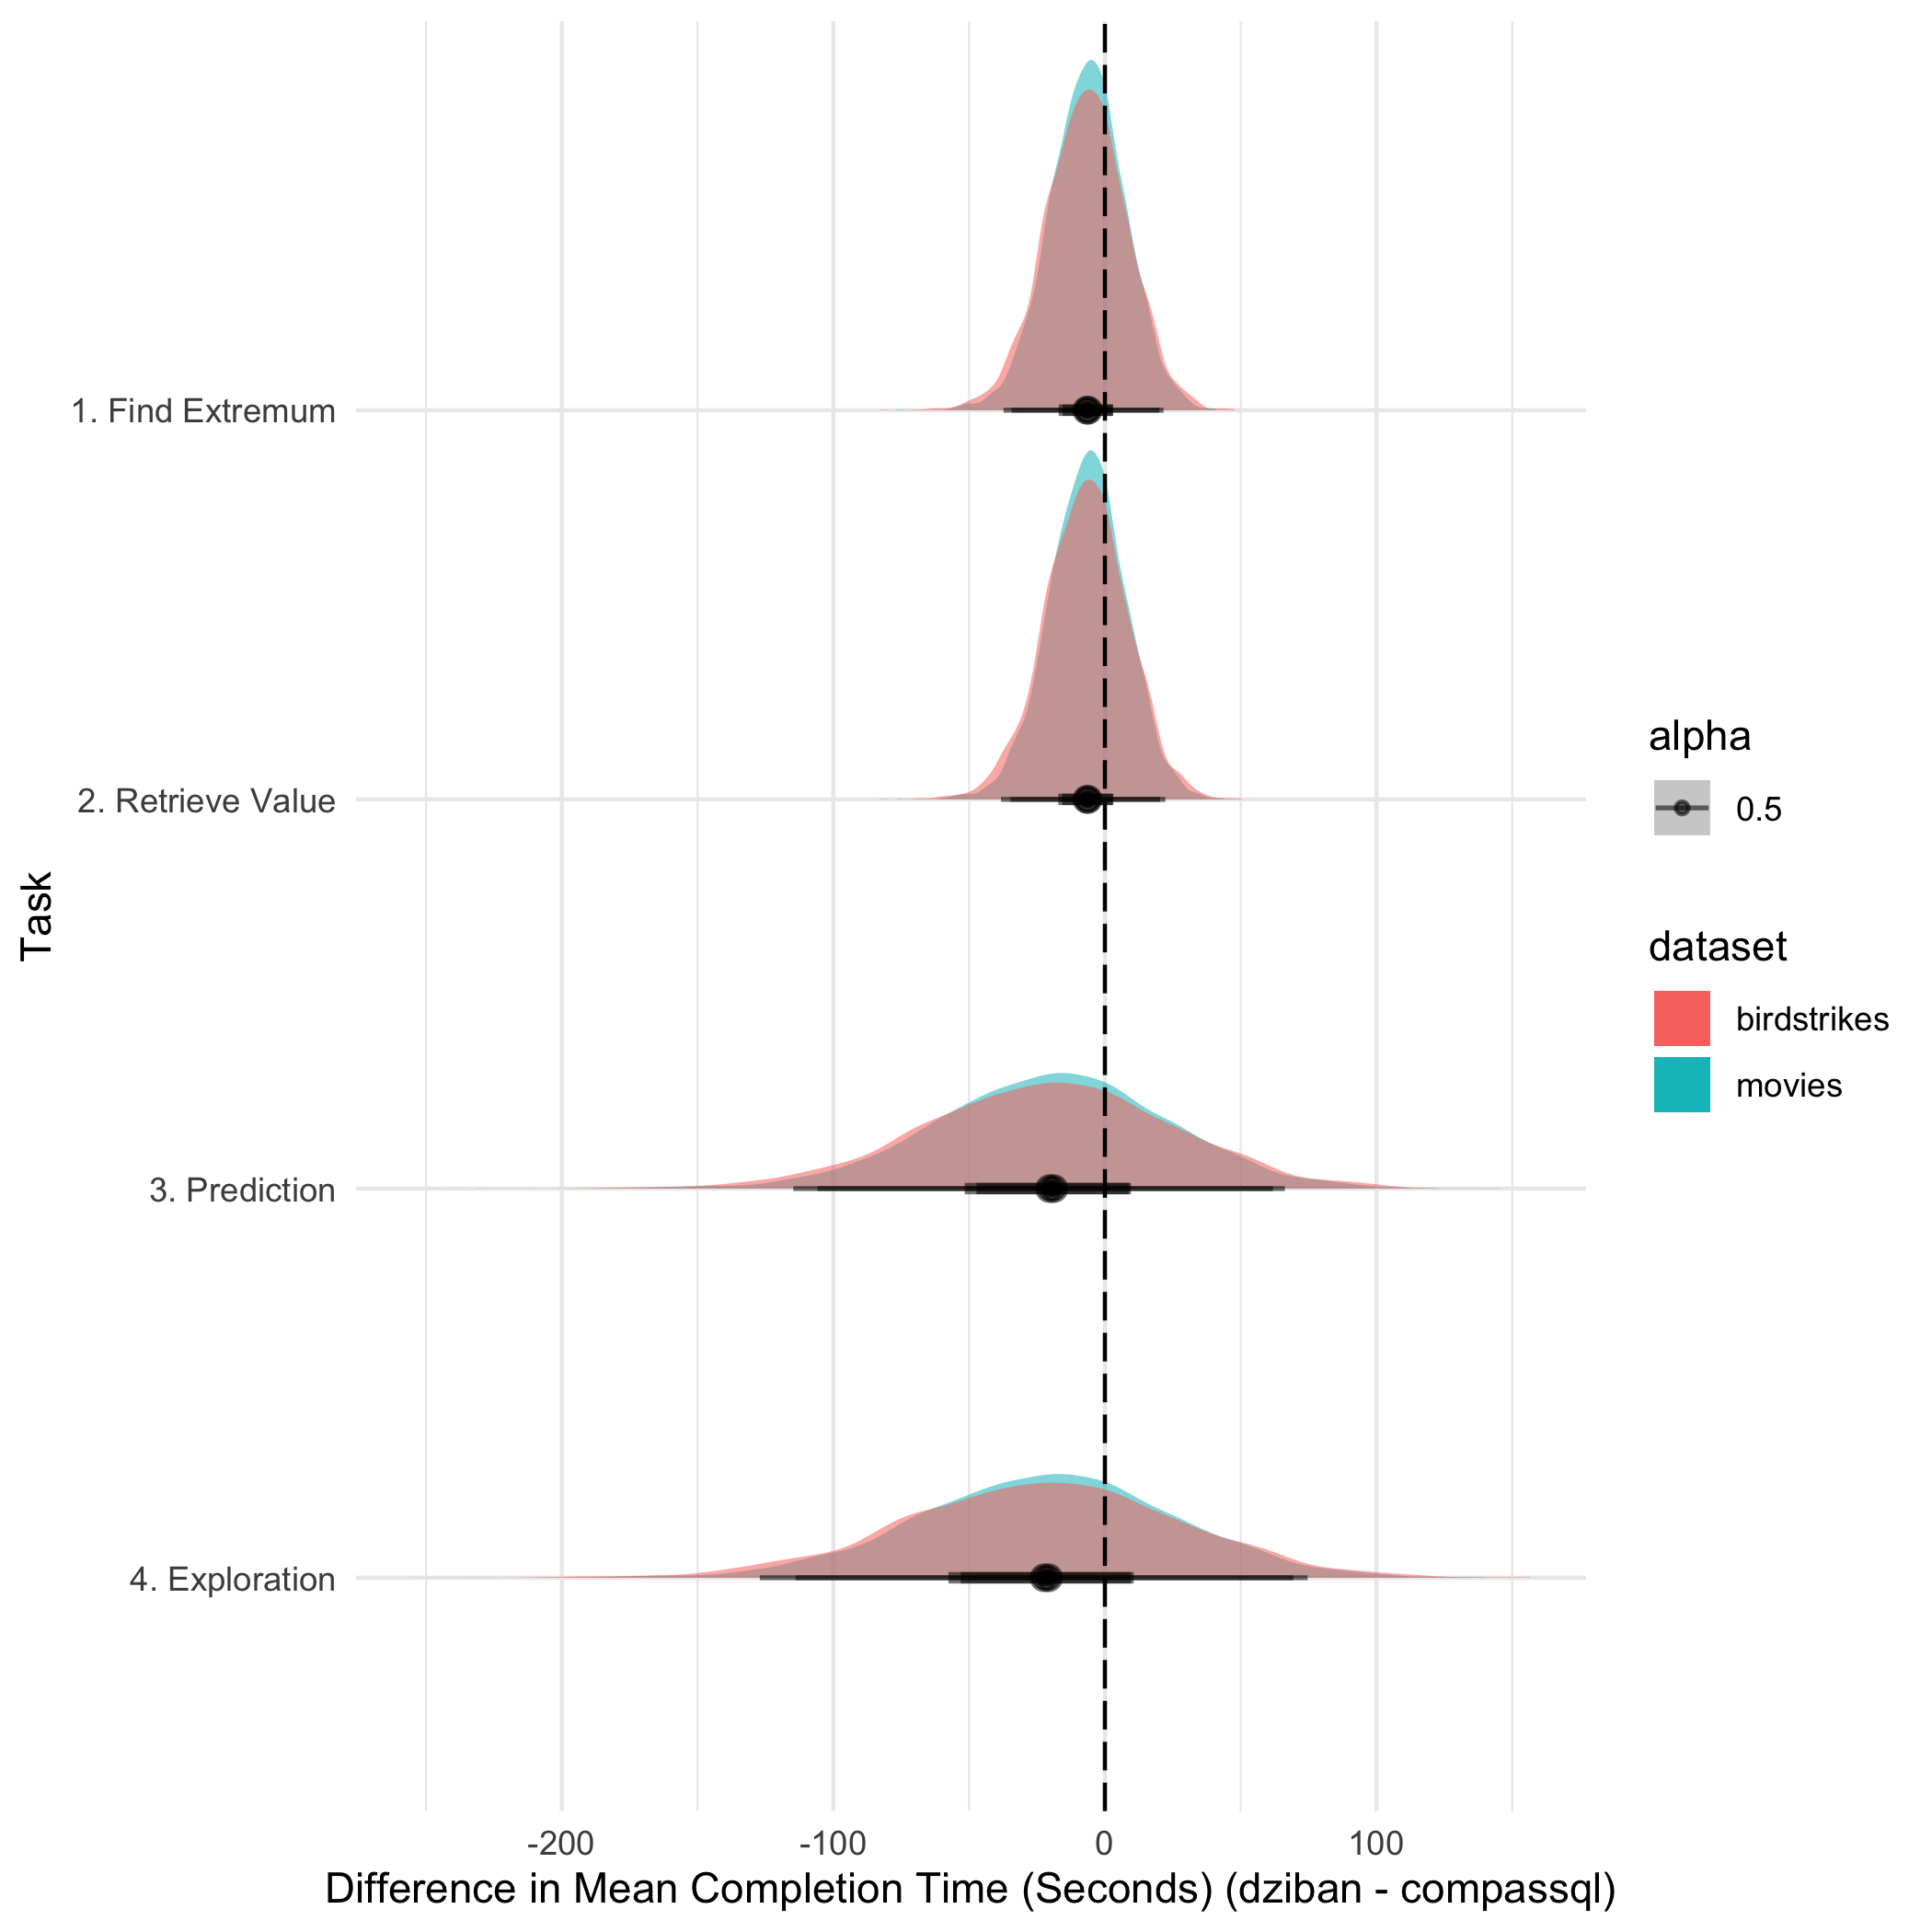 1. Find Extremum
2. Retrieve Value
3. Prediction
4. Exploration
Task
-200
-100
0
100
Difference in Mean Completion Time (Seconds) (dziban - compassql)
alpha
0.5
dataset
birdstrikes
movies